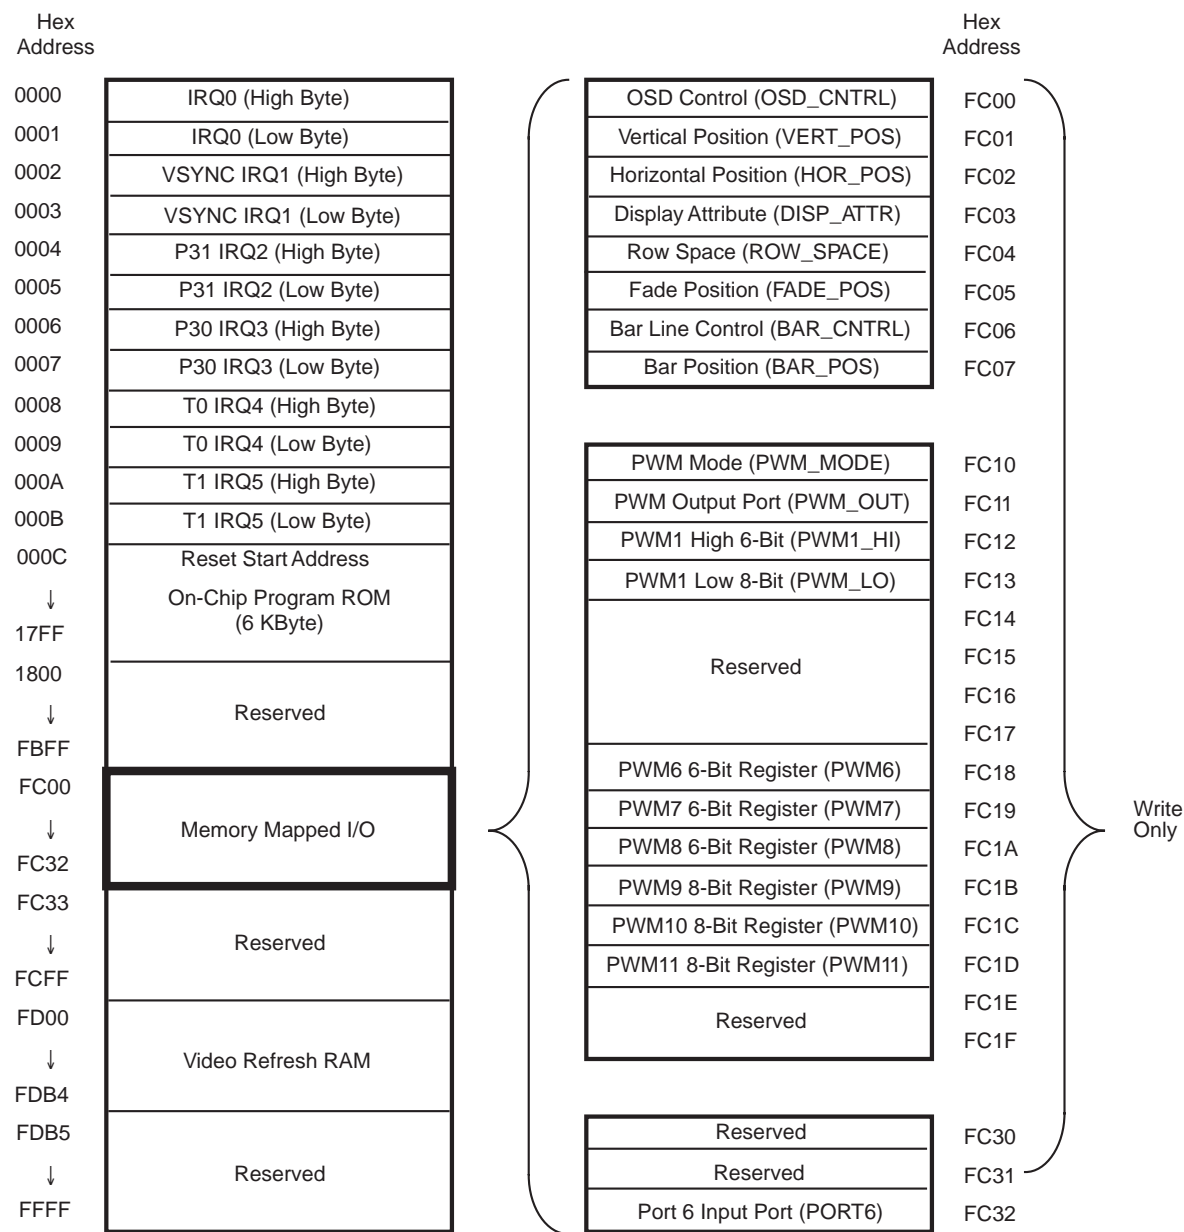 Hex
Address
0000 IRQ0 (High Byte)
0001 IRQ0 (Low Byte)
0002 VSYNC IRQ1 (High Byte)
0003 VSYNC IRQ1 (Low Byte)
0004 P31 IRQ2 (High Byte)
0005 P31 IRQ2 (Low Byte)
0006 P30 IRQ3 (High Byte)
0007 P30 IRQ3 (Low Byte)
0008 T0 IRQ4 (High Byte)
0009 T0 IRQ4 (Low Byte)
000A T1 IRQ5 (High Byte)
000B T1 IRQ5 (Low Byte)
000C Reset Start Address
↓ On-Chip Program ROM
(6 KByte)
17FF
1800
↓ Reserved
FBFF
FC00
↓ Memory Mapped I/O
FC32
FC33
↓ Reserved
FCFF
FD00
↓ Video Refresh RAM
FDB4
FDB5
↓ Reserved
FFFF
Hex
Address
OSD Control (OSD_CNTRL) FC00
Vertical Position (VERT_POS) FC01
Horizontal Position (HOR_POS) FC02
Display Attribute (DISP_ATTR) FC03
Row Space (ROW_SPACE) FC04
Fade Position (FADE_POS) FC05
Bar Line Control (BAR_CNTRL) FC06
Bar Position (BAR_POS) FC07
PWM Mode (PWM_MODE) FC10
PWM Output Port (PWM_OUT) FC11
PWM1 High 6-Bit (PWM1_HI) FC12
PWM1 Low 8-Bit (PWM_LO) FC13
FC14
Reserved FC15
FC16
FC17
PWM6 6-Bit Register (PWM6) FC18
PWM7 6-Bit Register (PWM7) FC19
PWM8 6-Bit Register (PWM8) FC1A
PWM9 8-Bit Register (PWM9) FC1B
PWM10 8-Bit Register (PWM10) FC1C
PWM11 8-Bit Register (PWM11) FC1D
Reserved FC1E
FC1F
Reserved FC30
Reserved FC31
Port 6 Input Port (PORT6) FC32
Write
Only